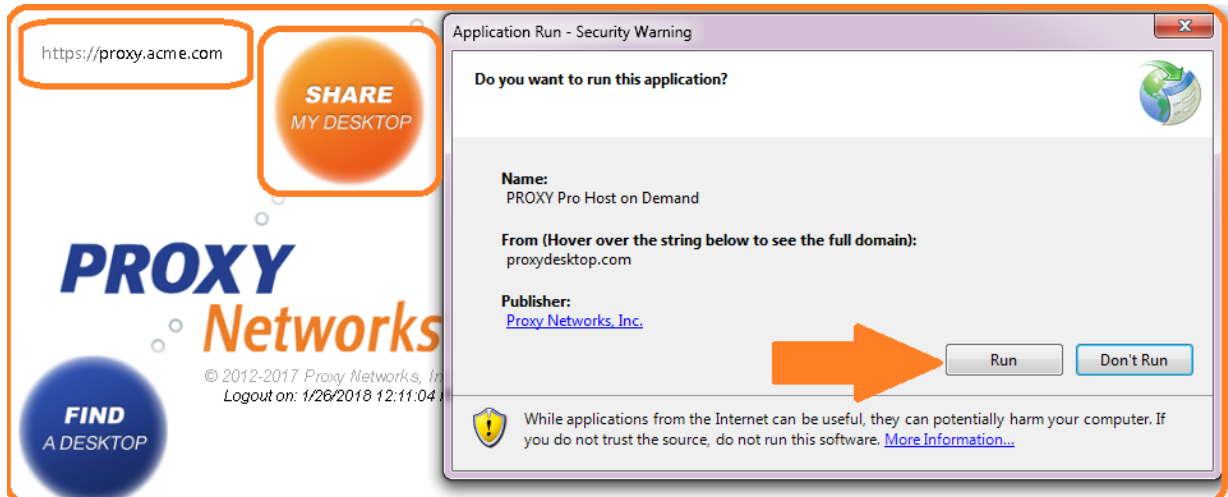 https://proxy.acme.com
SHARE
MY DESKTOP
PROXY
Networks
© 2012-2017 Proxy Networks,
Logout on: 1/26/2018 12:11:04
FIND
A DESKTOP
Application Run - Security Warning
Do you want to run this application?
Name:
PROXY Pro Host on Demand
From (Hover over the string below to see the full domain):
proxydesktop.com
Publisher:
Proxy Networks, Inc.
Run
Don't Run
While applications from the Internet can be useful, they can potentially harm your computer. If
you do not trust the source, do not run this software. More Information...